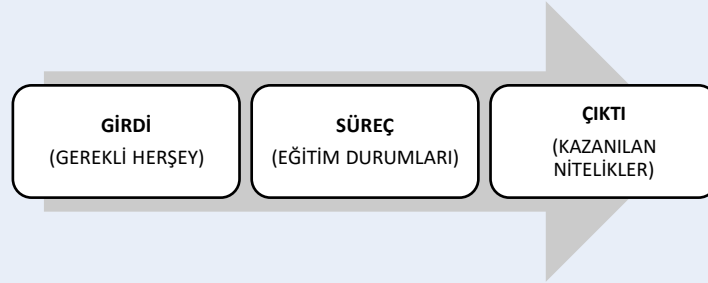 GİRDİ
(GEREKLİ HERŞEY)
SÜREÇ
(EĞİTİM DURUMLARI)
ÇIKTI
(KAZANILAN
NİTELİKLER)